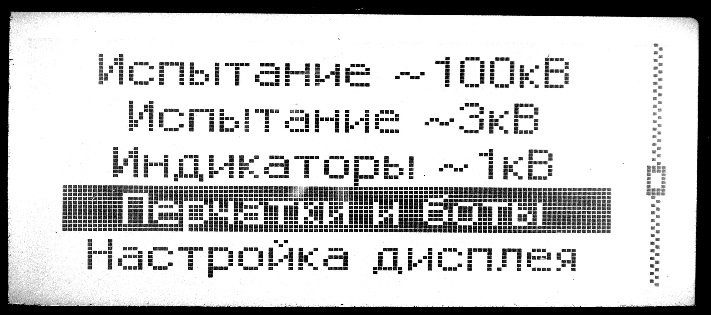 Испытание ~100кВ
Испытание ~3кВ
Индикаторы ~1кВ
Перчатки и боты
Настройка дисплея